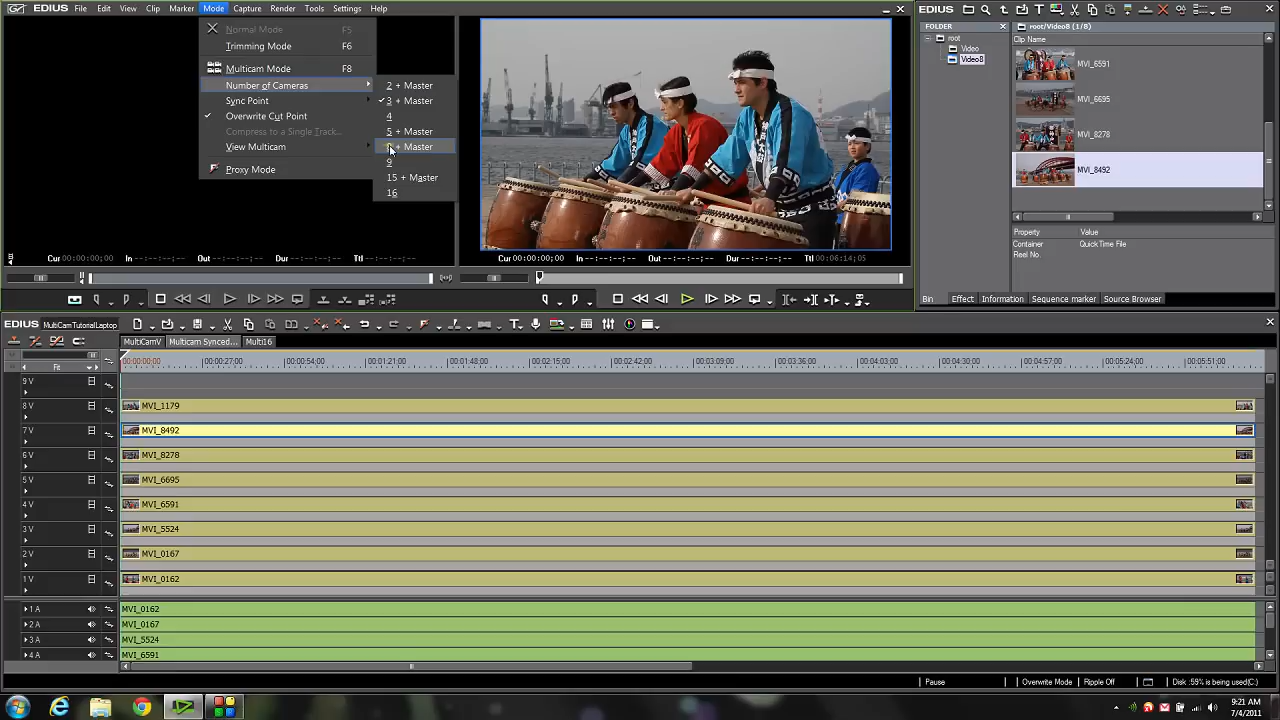 File Edit View Clip Marker Mode Capture Render Tools Settings Help
EDIUS
Normal Mode F5
Trimming Mode F6
Multicam Mode F8
Number of Cameras
Sync Point
Overwrite Cut Point
Compress to a Single Track...
View Multicam
Proxy Mode
2 + Master
3 + Master
4
5 + Master
+ Master
9
15 + Master
16
FOLDER
root
Video
Video8
root/Video8 (1/8)
Clip Name
MVI_6591
MVI_6695
MVI_8278
MVI_8492
Property Value
Container QuickTime File
Reel No.
Bin Effect Information Sequence marker Source Browser
Cur 00:00:00;00 In --:--:--;-- Out --:--:--;-- Dur --:--:--;-- Ttl --:--:--;--
Cur 00:00:00;00 In --:--:--;-- Out --:--:--;-- Dur --:--:--;-- Ttl 00:06:14;05
EDIUS MultiCamTutorialLaptop
MultiCamV Multicam Synced... Multi16
Fit
00:00:00;00 00:00:27;00 00:00:54;00 00:01:21;00 00:01:48;00 00:02:15;00 00:02:42;00 00:03:09;00 00:03:36;00 00:04:03;00 00:04:30;00 00:04:57;00 00:05:24;00 00:05:51;00
9 V
8 V MVI_1179
7 V MVI_8492
6 V MVI_8278
5 V MVI_6695
4 V MVI_6591
3 V MVI_5524
2 V MVI_0167
1 V MVI_0162
1 A MVI_0162
2 A MVI_0167
3 A MVI_5524
4 A MVI_6591
Pause Overwrite Mode Ripple Off Disk :59% is being used(C:)
9:21 AM
7/4/2011